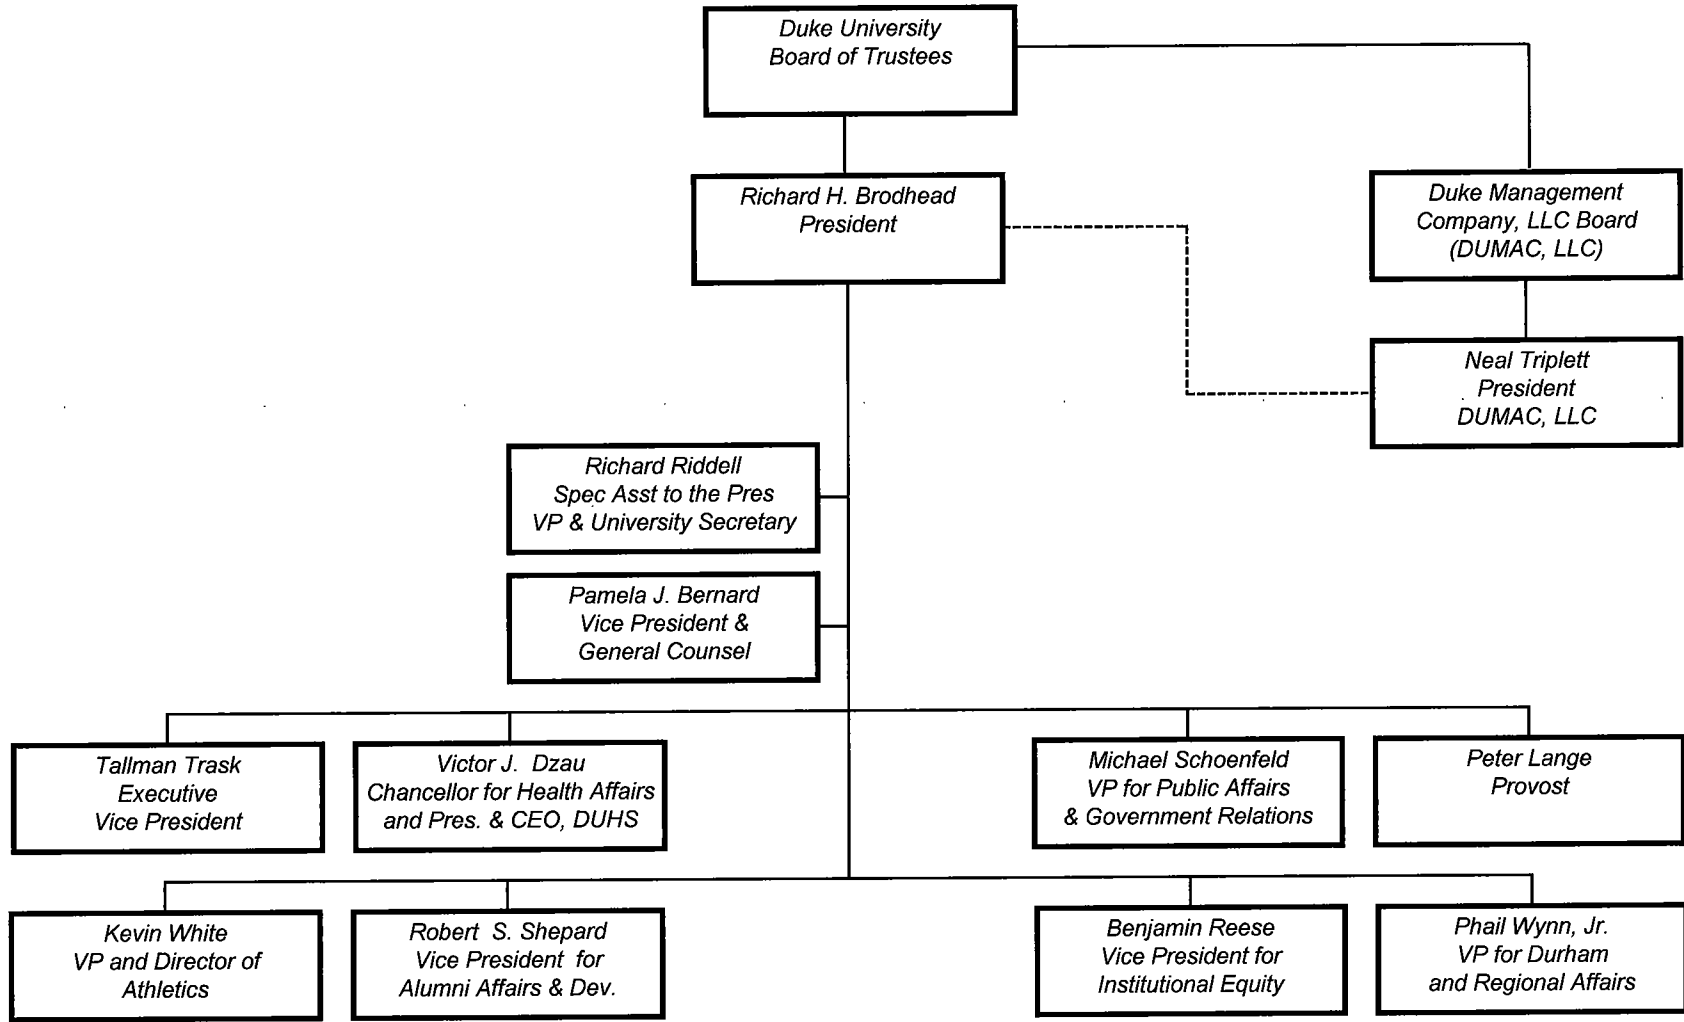 Duke University
Board of Trustees
Richard H. Brodhead
President
Duke Management
Company, LLC Board
(DUMAC, LLC)
Neal Triplett
President
DUMAC, LLC
Richard Riddell
Spec Asst to the Pres
VP & University Secretary
Pamela J. Bernard
Vice President &
General Counsel
Tallman Trask
Executive
Vice President
Victor J. Dzau
Chancellor for Health Affairs
and Pres. & CEO, DUHS
Michael Schoenfeld
VP for Public Affairs
& Government Relations
Peter Lange
Provost
Kevin White
VP and Director of
Athletics
Robert S. Shepard
Vice President for
Alumni Affairs & Dev.
Benjamin Reese
Vice President for
Institutional Equity
Phail Wynn, Jr.
VP for Durham
and Regional Affairs